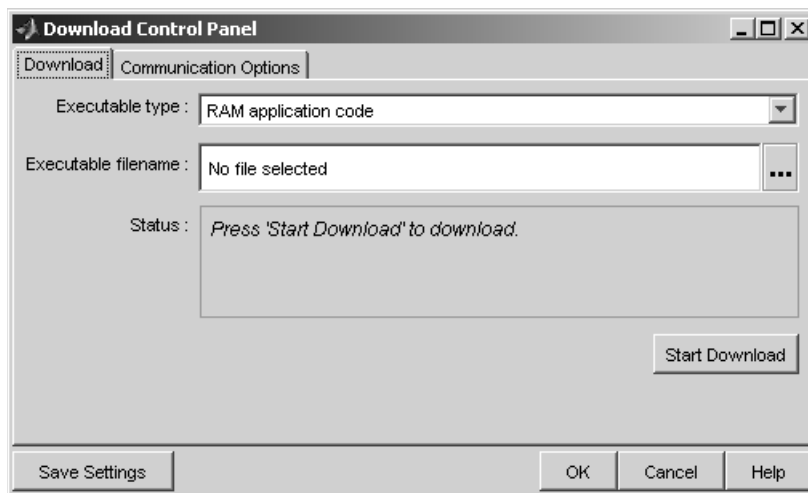 Download Control Panel
Download
Communication Options
Executable type :
RAM application code
Executable filename :
No file selected
...
Status :
Press 'Start Download' to download.
Start Download
Save Settings
OK
Cancel
Help